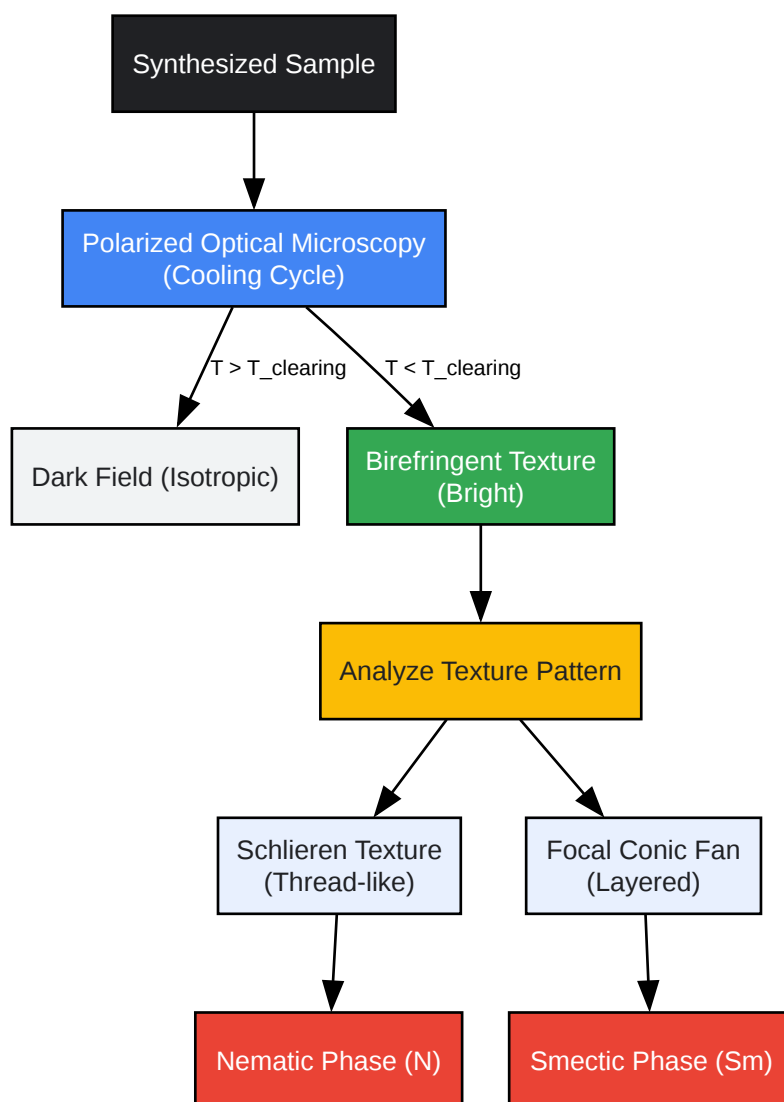 Synthesized Sample
Polarized Optical Microscopy
(Cooling Cycle)
T > T_clearing
T < T_clearing
Dark Field (Isotropic)
Birefringent Texture
(Bright)
Analyze Texture Pattern
Schlieren Texture
(Thread-like)
Focal Conic Fan
(Layered)
Nematic Phase (N)
Smectic Phase (Sm)